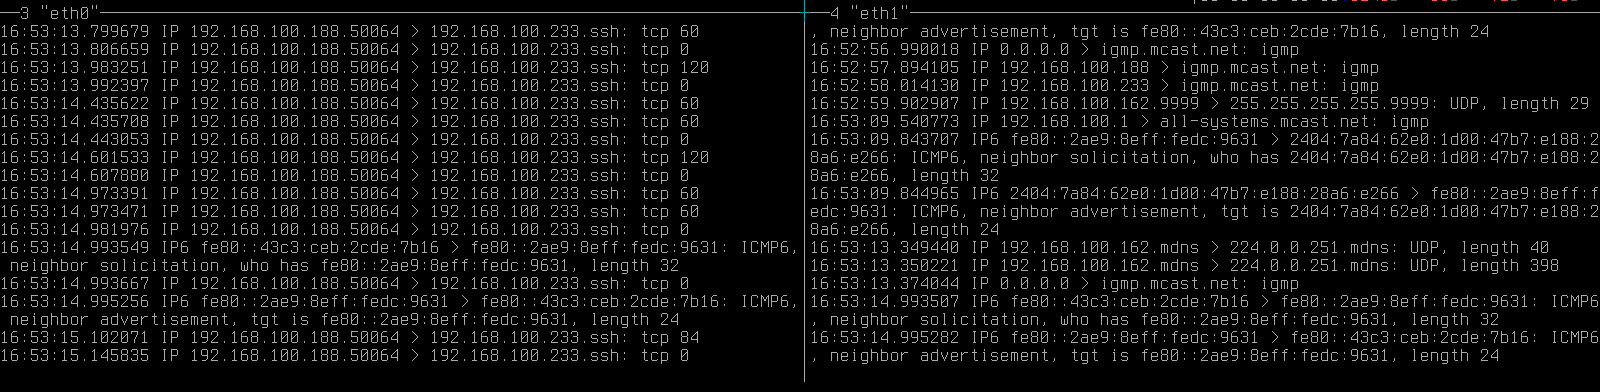 3 "eth0"
16:53:13.799679 IP 192.168.100.188.50064 > 192.168.100.233.ssh: tcp 60
16:53:13.806659 IP 192.168.100.188.50064 > 192.168.100.233.ssh: tcp 0
16:53:13.983251 IP 192.168.100.188.50064 > 192.168.100.233.ssh: tcp 120
16:53:13.992397 IP 192.168.100.188.50064 > 192.168.100.233.ssh: tcp 0
16:53:14.435622 IP 192.168.100.188.50064 > 192.168.100.233.ssh: tcp 60
16:53:14.435708 IP 192.168.100.188.50064 > 192.168.100.233.ssh: tcp 60
16:53:14.443053 IP 192.168.100.188.50064 > 192.168.100.233.ssh: tcp 0
16:53:14.601533 IP 192.168.100.188.50064 > 192.168.100.233.ssh: tcp 120
16:53:14.607880 IP 192.168.100.188.50064 > 192.168.100.233.ssh: tcp 0
16:53:14.973391 IP 192.168.100.188.50064 > 192.168.100.233.ssh: tcp 60
16:53:14.973471 IP 192.168.100.188.50064 > 192.168.100.233.ssh: tcp 60
16:53:14.981976 IP 192.168.100.188.50064 > 192.168.100.233.ssh: tcp 0
16:53:14.993549 IP6 fe80::43c3:ceb:2cde:7b16 > fe80::2ae9:8eff:fedc:9631: ICMP6,
neighbor solicitation, who has fe80::2ae9:8eff:fedc:9631, length 32
16:53:14.993667 IP 192.168.100.188.50064 > 192.168.100.233.ssh: tcp 0
16:53:14.995256 IP6 fe80::2ae9:8eff:fedc:9631 > fe80::43c3:ceb:2cde:7b16: ICMP6,
neighbor advertisement, tgt is fe80::2ae9:8eff:fedc:9631, length 24
16:53:15.102071 IP 192.168.100.188.50064 > 192.168.100.233.ssh: tcp 84
16:53:15.145835 IP 192.168.100.188.50064 > 192.168.100.233.ssh: tcp 0
4 "eth1"
, neighbor advertisement, tgt is fe80::43c3:ceb:2cde:7b16, length 24
16:52:56.990018 IP 0.0.0.0 > igmp.mcast.net: igmp
16:52:57.894105 IP 192.168.100.188 > igmp.mcast.net: igmp
16:52:58.014130 IP 192.168.100.233 > igmp.mcast.net: igmp
16:52:59.902907 IP 192.168.100.162.9999 > 255.255.255.255.9999: UDP, length 29
16:53:09.540773 IP 192.168.100.1 > all-systems.mcast.net: igmp
16:53:09.843707 IP6 fe80::2ae9:8eff:fedc:9631 > 2404:7a84:62e0:1d00:47b7:e188:2
8a6:e266: ICMP6, neighbor solicitation, who has 2404:7a84:62e0:1d00:47b7:e188:2
8a6:e266, length 32
16:53:09.844965 IP6 2404:7a84:62e0:1d00:47b7:e188:28a6:e266 > fe80::2ae9:8eff:f
edc:9631: ICMP6, neighbor advertisement, tgt is 2404:7a84:62e0:1d00:47b7:e188:2
8a6:e266, length 24
16:53:13.349440 IP 192.168.100.162.mdns > 224.0.0.251.mdns: UDP, length 40
16:53:13.350221 IP 192.168.100.162.mdns > 224.0.0.251.mdns: UDP, length 398
16:53:13.374044 IP 0.0.0.0 > igmp.mcast.net: igmp
16:53:14.993507 IP6 fe80::43c3:ceb:2cde:7b16 > fe80::2ae9:8eff:fedc:9631: ICMP6
, neighbor solicitation, who has fe80::2ae9:8eff:fedc:9631, length 32
16:53:14.995282 IP6 fe80::2ae9:8eff:fedc:9631 > fe80::43c3:ceb:2cde:7b16: ICMP6
, neighbor advertisement, tgt is fe80::2ae9:8eff:fedc:9631, length 24